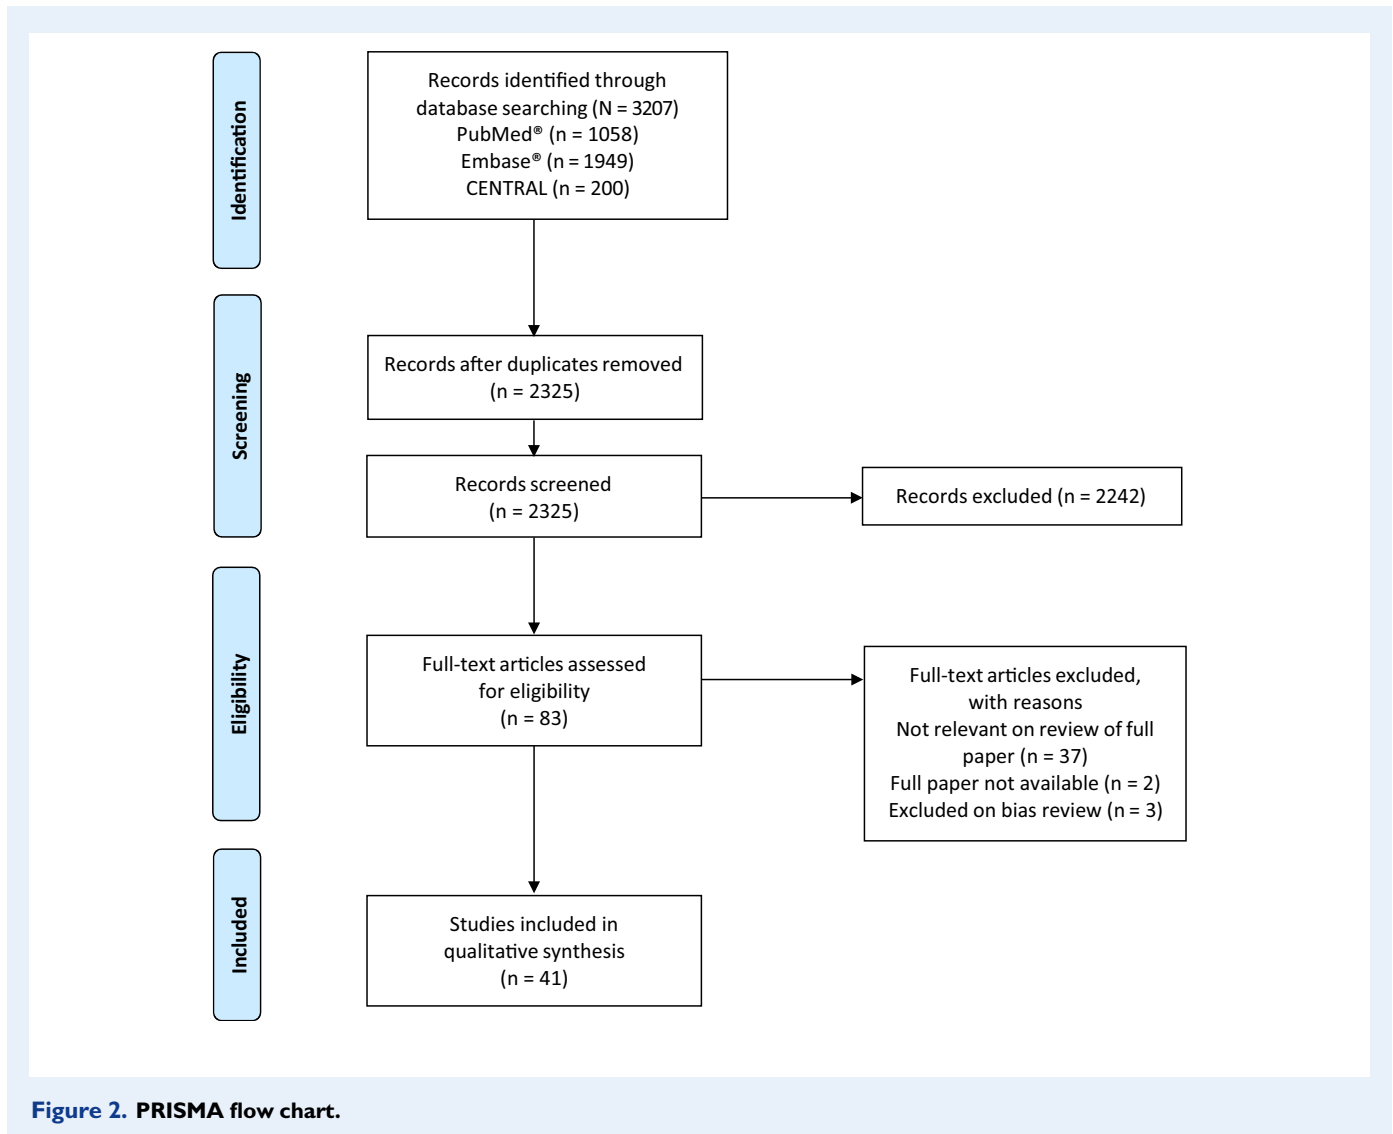 Identification
Records identified through
database searching (N = 3207)
PubMed® (n = 1058)
Embase® (n = 1949)
CENTRAL (n = 200)
Screening
Records after duplicates removed
(n = 2325)
Records screened
(n = 2325)
Records excluded (n = 2242)
Eligibility
Full-text articles assessed
for eligibility
(n = 83)
Full-text articles excluded,
with reasons
Not relevant on review of full
paper (n = 37)
Full paper not available (n = 2)
Excluded on bias review (n = 3)
Included
Studies included in
qualitative synthesis
(n = 41)
Figure 2. PRISMA flow chart.